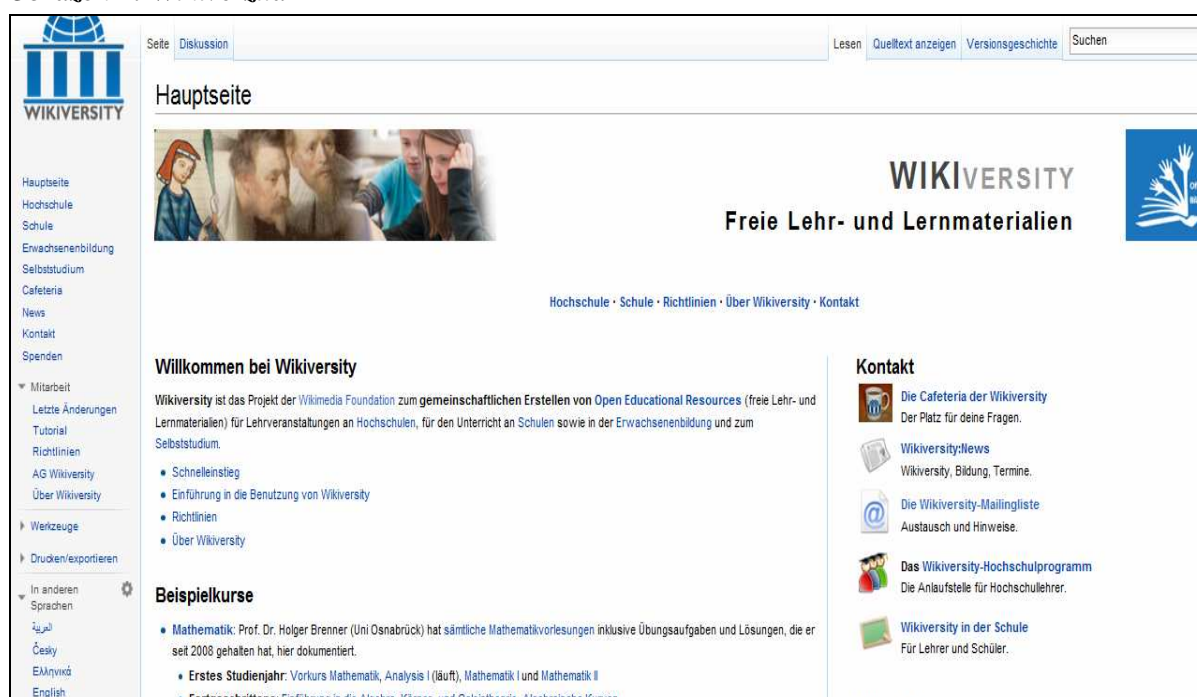 WIKIVERSITY
Seite Diskussion
Lesen Quelltext anzeigen Versionsgeschichte Suchen
Hauptseite
WIKIVERSITY
Freie Lehr- und Lernmaterialien
Hauptseite
Hochschule
Schule
Erwachsenenbildung
Selbststudium
Cafeteria
News
Kontakt
Spenden
Mitarbeit
Letzte Änderungen
Tutorial
Richtlinien
AG Wikiversity
Über Wikiversity
Werkzeuge
Drucken/exportieren
In anderen
Sprachen
العربية
Česky
Ελληνικά
English
Hochschule · Schule · Richtlinien · Über Wikiversity · Kontakt
Willkommen bei Wikiversity
Wikiversity ist das Projekt der Wikimedia Foundation zum gemeinschaftlichen Erstellen von Open Educational Resources (freie Lehr- und
Lernmaterialien) für Lehrveranstaltungen an Hochschulen, für den Unterricht an Schulen sowie in der Erwachsenenbildung und zum
Selbststudium.
• Schnelleinstieg
• Einführung in die Benutzung von Wikiversity
• Richtlinien
• Über Wikiversity
Beispielkurse
• Mathematik: Prof. Dr. Holger Brenner (Uni Osnabrück) hat sämtliche Mathematikvorlesungen inklusive Übungsaufgaben und Lösungen, die er
seit 2008 gehalten hat, hier dokumentiert.
• Erstes Studienjahr: Vorkurs Mathematik, Analysis I (läuft), Mathematik I und Mathematik II
Kontakt
Die Cafeteria der Wikiversity
Der Platz für deine Fragen.
Wikiversity:News
Wikiversity, Bildung, Termine.
Die Wikiversity-Mailingliste
Austausch und Hinweise.
Das Wikiversity-Hochschulprogramm
Die Anlaufstelle für Hochschullehrer.
Wikiversity in der Schule
Für Lehrer und Schüler.